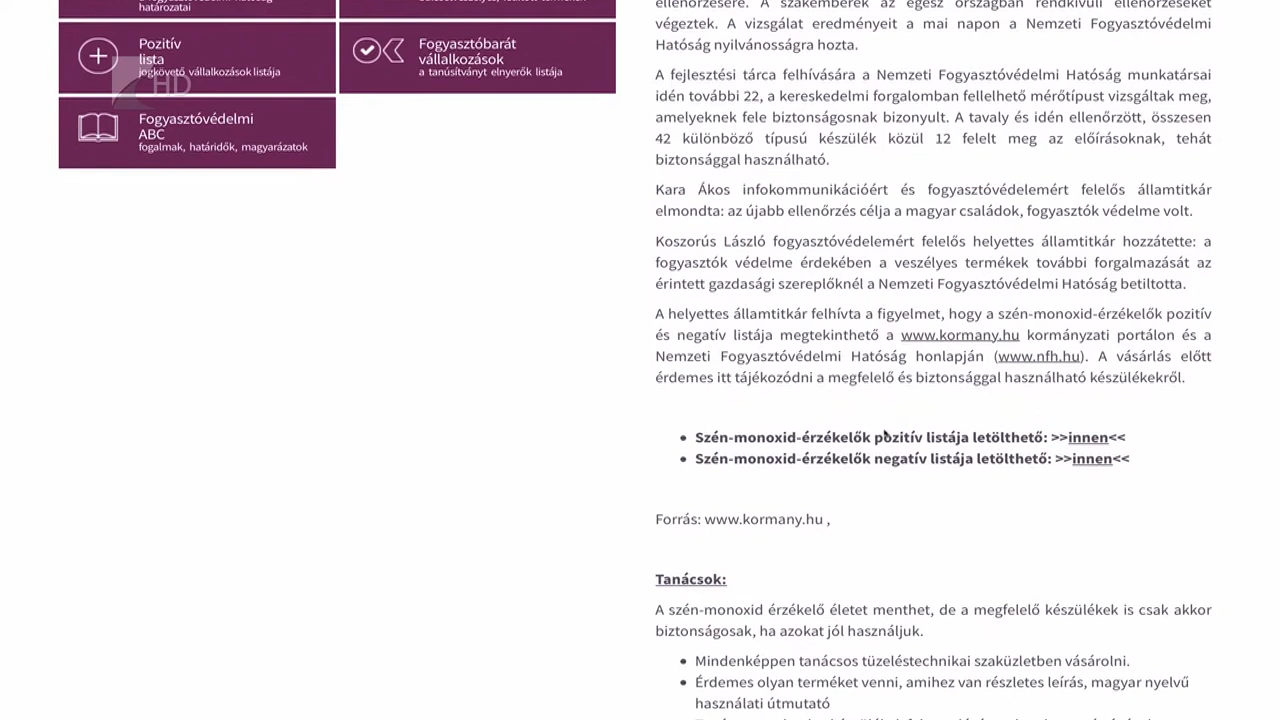 határozatai
Pozitív
lista
jogkövető vállalkozások listája
HD
Fogyasztóbarát
vállalkozások
a tanúsítványt elnyerők listája
Fogyasztóvédelmi
ABC
fogalmak, határidők, magyarázatok
ellenőrzésére. A szakemberek az egész országban rendkívüli ellenőrzéseket
végeztek. A vizsgálat eredményeit a mai napon a Nemzeti Fogyasztóvédelmi
Hatóság nyilvánosságra hozta.
A fejlesztési tárca felhívására a Nemzeti Fogyasztóvédelmi Hatóság munkatársai
idén további 22, a kereskedelmi forgalomban fellelhető mérőtípust vizsgáltak meg,
amelyeknek fele biztonságosnak bizonyult. A tavaly és idén ellenőrzött, összesen
42 különböző típusú készülék közül 12 felelt meg az előírásoknak, tehát
biztonsággal használható.
Kara Ákos infokommunikációért és fogyasztóvédelemért felelős államtitkár
elmondta: az újabb ellenőrzés célja a magyar családok, fogyasztók védelme volt.
Koszorús László fogyasztóvédelemért felelős helyettes államtitkár hozzátette: a
fogyasztók védelme érdekében a veszélyes termékek további forgalmazását az
érintett gazdasági szereplőknél a Nemzeti Fogyasztóvédelmi Hatóság betiltotta.
A helyettes államtitkár felhívta a figyelmet, hogy a szén-monoxid-érzékelők pozitív
és negatív listája megtekinthető a www.kormany.hu kormányzati portálon és a
Nemzeti Fogyasztóvédelmi Hatóság honlapján (www.nfh.hu). A vásárlás előtt
érdemes itt tájékozódni a megfelelő és biztonsággal használható készülékekről.
• Szén-monoxid-érzékelők pozitív listája letölthető: >>innen<<
• Szén-monoxid-érzékelők negatív listája letölthető: >>innen<<
Forrás: www.kormany.hu ,
Tanácsok:
A szén-monoxid érzékelő életet menthet, de a megfelelő készülékek is csak akkor
biztonságosak, ha azokat jól használjuk.
• Mindenképpen tanácsos tüzeléstechnikai szaküzletben vásárolni.
• Érdemes olyan terméket venni, amihez van részletes leírás, magyar nyelvű
használati útmutató